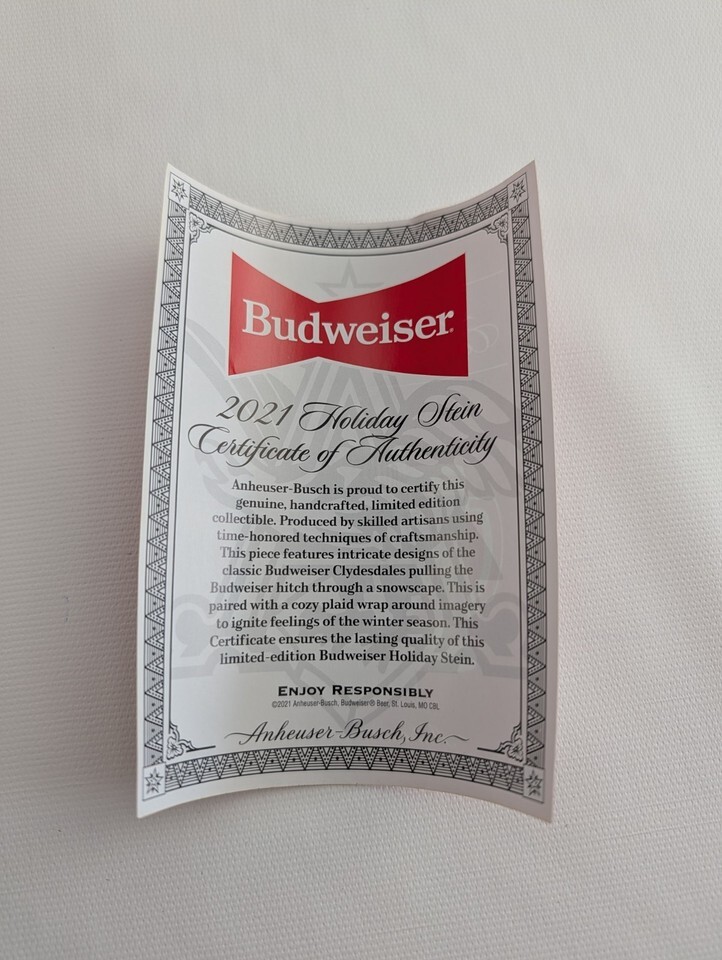 Budweiser®
2021 Holiday Stein
Certificate of Authenticity
Anheuser-Busch is proud to certify this
genuine, handcrafted, limited edition
collectible. Produced by skilled artisans using
time-honored techniques of craftsmanship.
This piece features intricate designs of the
classic Budweiser Clydesdales pulling the
Budweiser hitch through a snowscape. This is
paired with a cozy plaid wrap around imagery
to ignite feelings of the winter season. This
Certificate ensures the lasting quality of this
limited-edition Budweiser Holiday Stein.
ENJOY RESPONSIBLY
©2021 Anheuser-Busch, Budweiser® Beer, St. Louis, MO CBL
Anheuser-Busch, Inc.